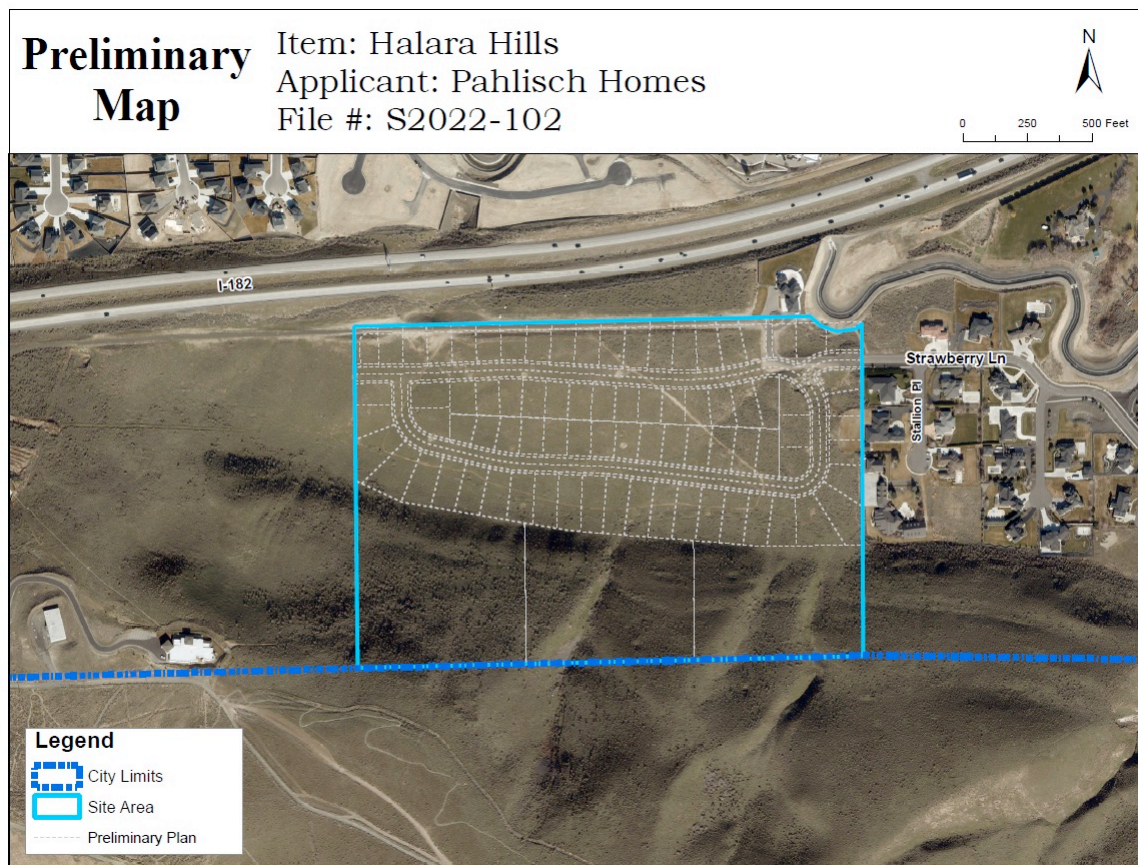 Preliminary
Map
Item: Halara Hills
Applicant: Pahlisch Homes
File #: S2022-102
N
0 250 500 Feet
I-182
Strawberry Ln
Stallion Pl
Legend
City Limits
Site Area
Preliminary Plan